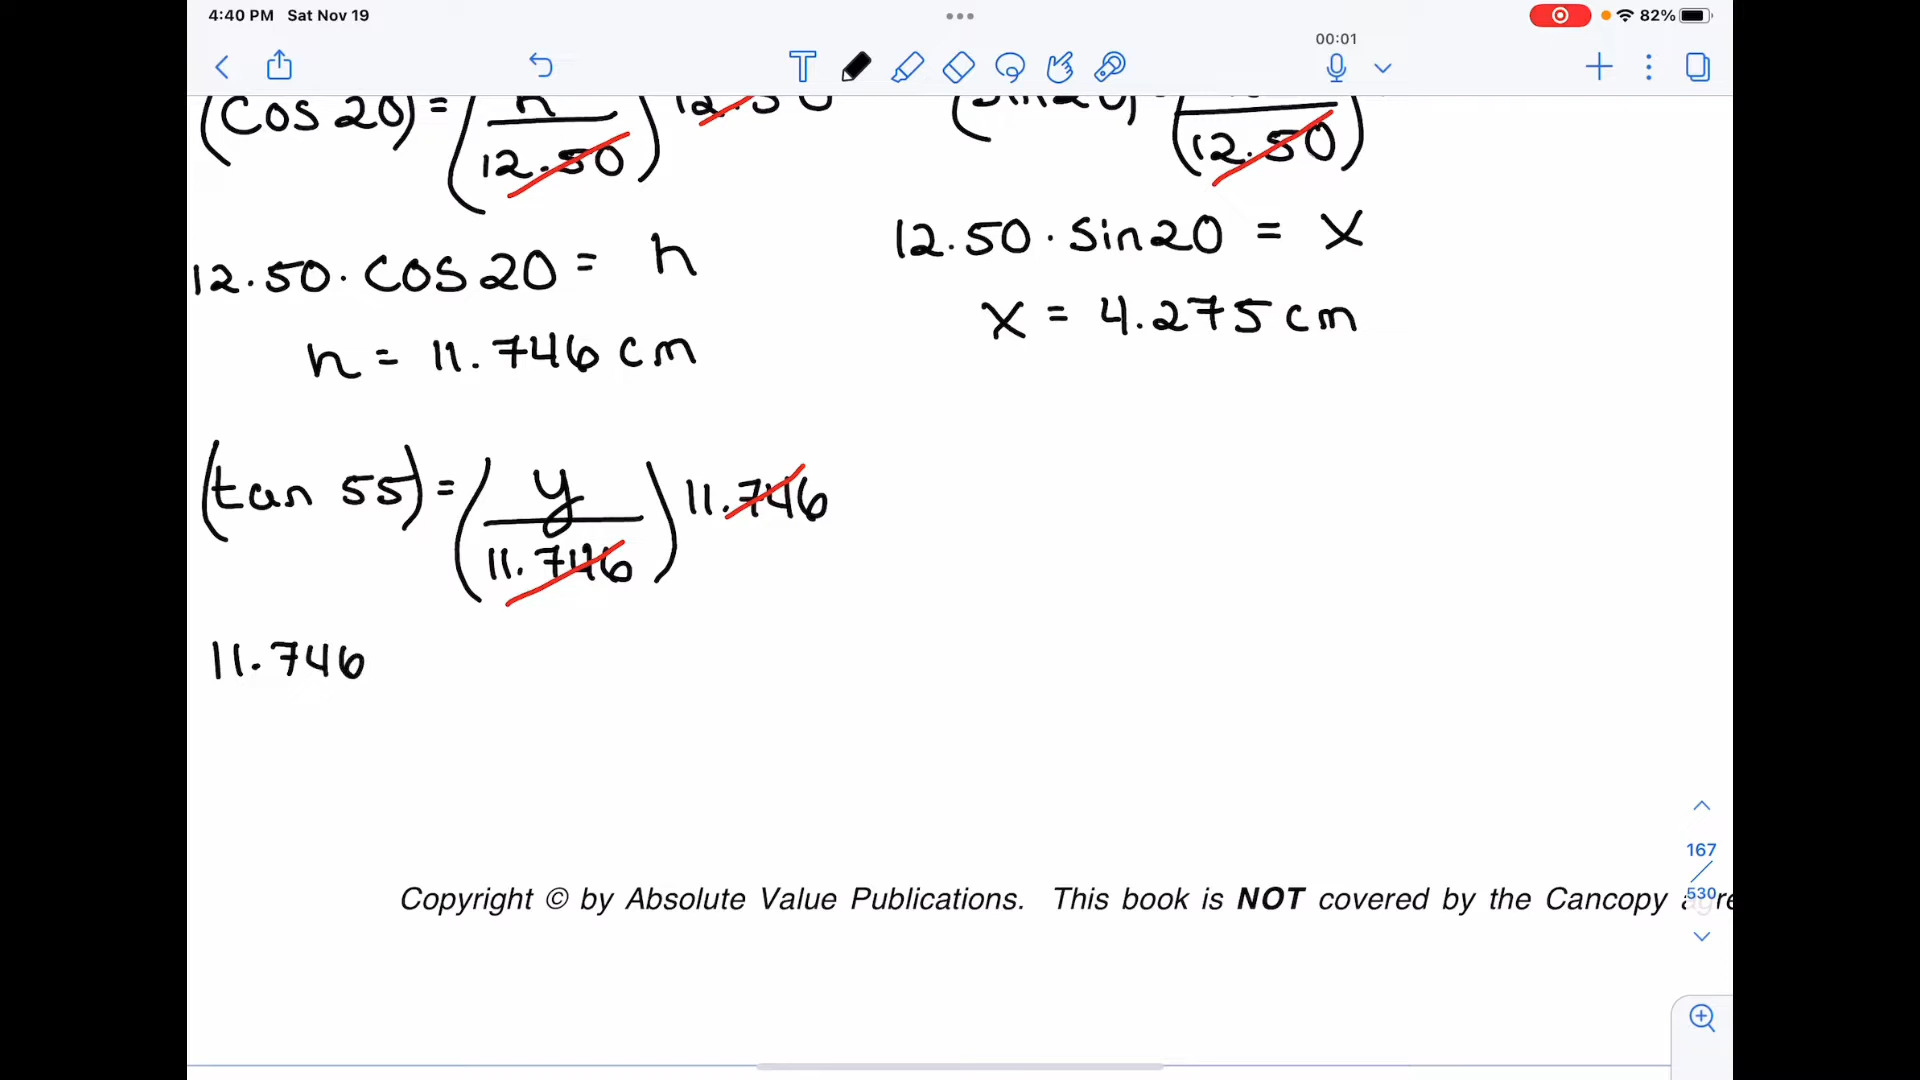 4:40 PM Sat Nov 19
82%
00:01
(cos 20) = (h / 12.50) 12.50
12.50 · cos 20 = h
h = 11.746 cm
(tan 55) = (y / 11.746) 11.746
11.746
(sin 20)
(12.50)
12.50 · sin 20 = x
x = 4.275 cm
167
530
Copyright © by Absolute Value Publications. This book is NOT covered by the Cancopy